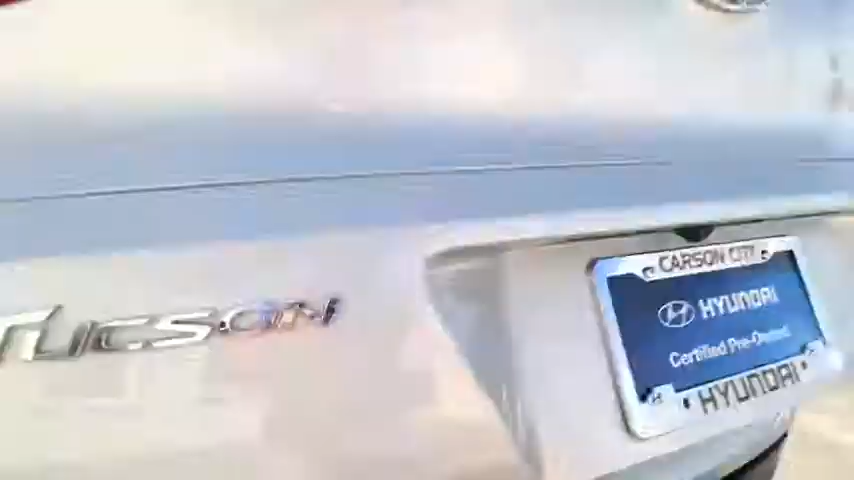 TUCSON
CARSON CITY
HYUNDAI
Certified Pre-Owned
HYUNDAI